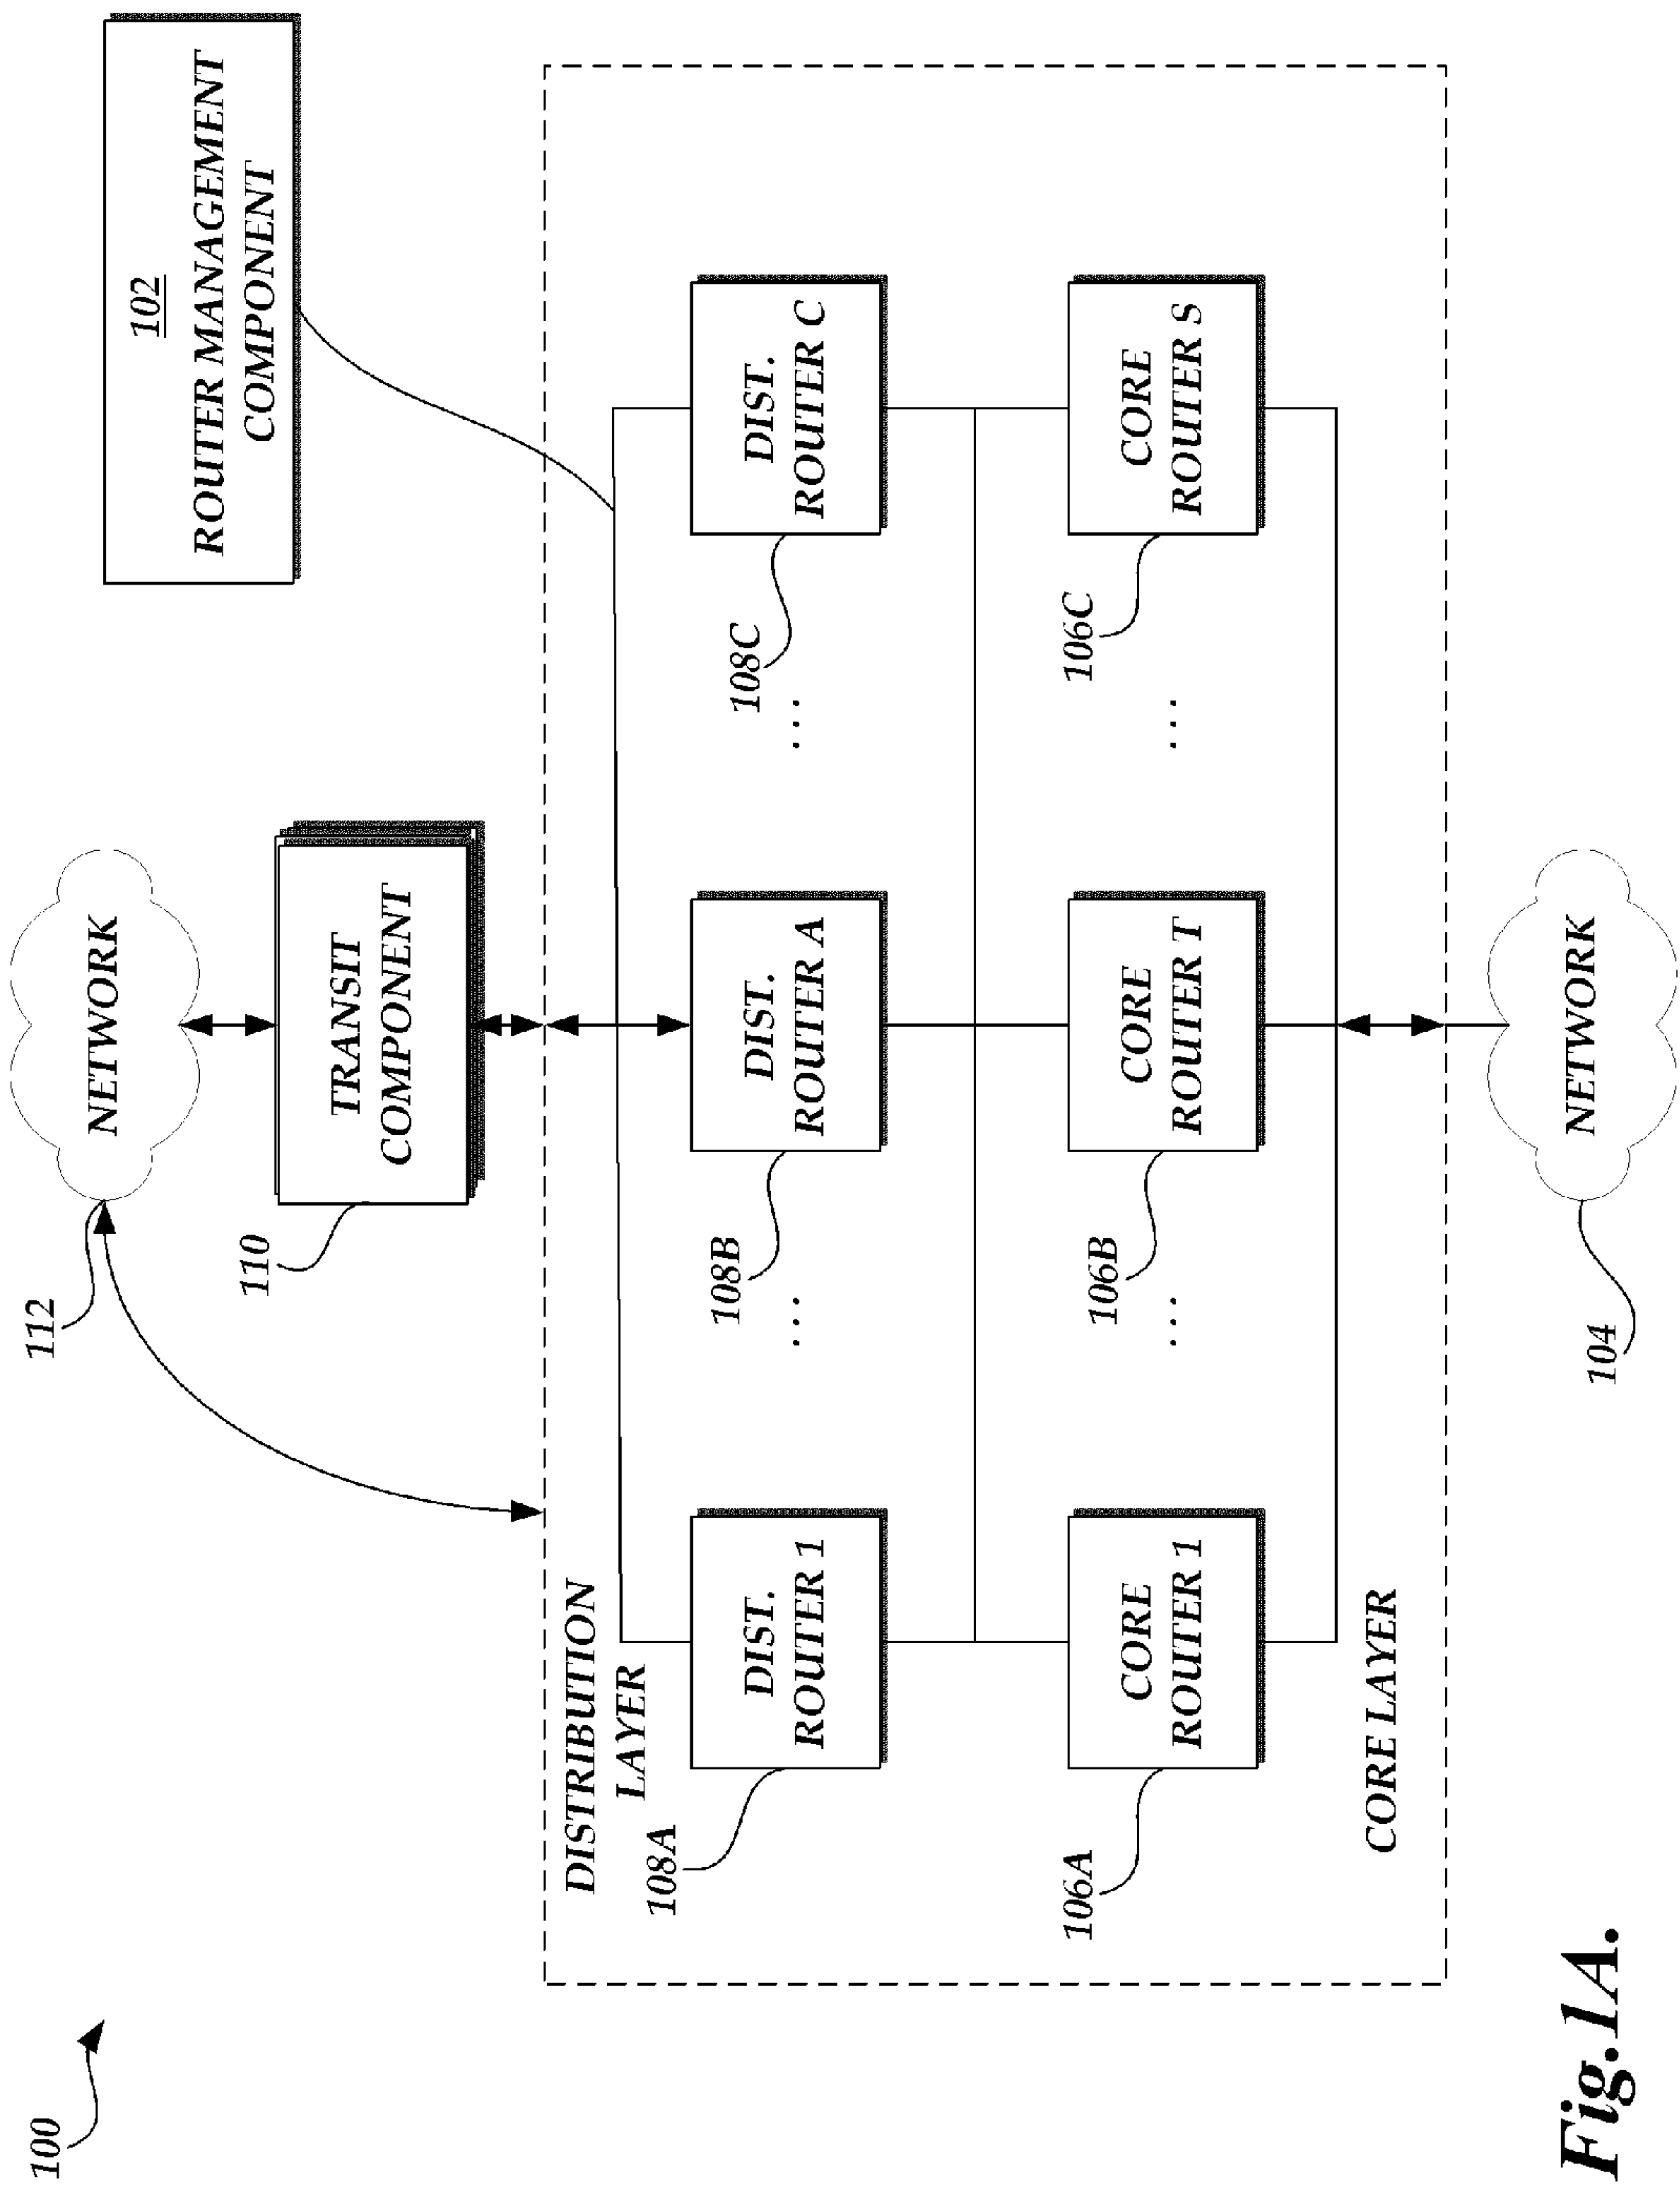 100
112
NETWORK
102
ROUTER MANAGEMENT
COMPONENT
110
TRANSIT
COMPONENT
DISTRIBUTION
LAYER
108A
DIST.
ROUTER 1
...
108B
DIST.
ROUTER A
...
108C
DIST.
ROUTER C
106A
CORE
ROUTER 1
...
106B
CORE
ROUTER T
...
106C
CORE
ROUTER S
CORE LAYER
104
NETWORK
Fig.1A.